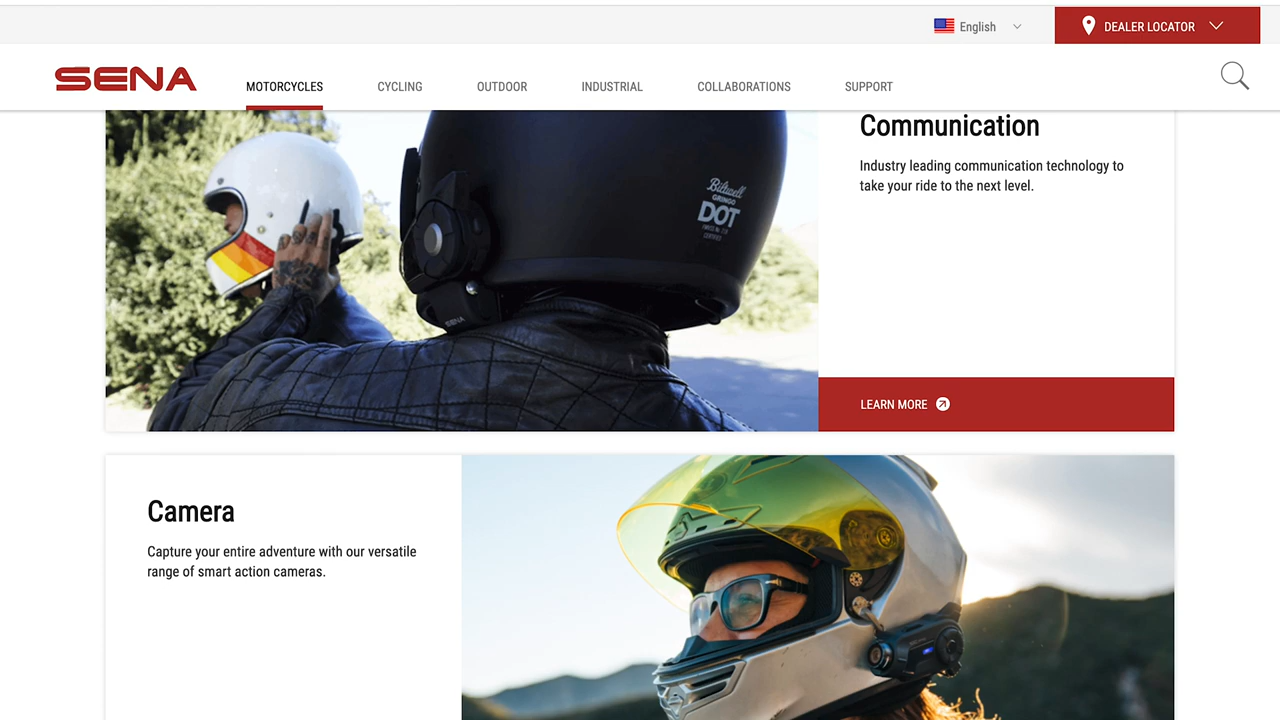 English
DEALER LOCATOR
SENA
MOTORCYCLES
CYCLING
OUTDOOR
INDUSTRIAL
COLLABORATIONS
SUPPORT
Communication
Industry leading communication technology to
take your ride to the next level.
Biltwell
GRINGO
DOT
SENA
LEARN MORE
Camera
Capture your entire adventure with our versatile
range of smart action cameras.